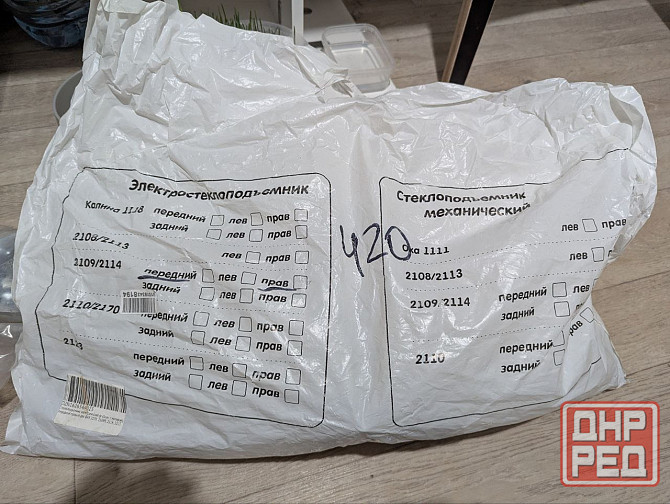 Электростеклоподъемник
Калина 1118 передний лев прав
задний лев прав
2108/2113 лев прав
2109/2114 передний лев прав
задний лев прав
2110/2170 передний лев прав
задний лев прав
передний лев прав
задний лев прав
420
Стеклоподъемник
механический
Ока 1111 лев прав
2108/2113 лев
2109/2114 передний лев
задний лев
2110 передний
задний
ДНР
РЕД